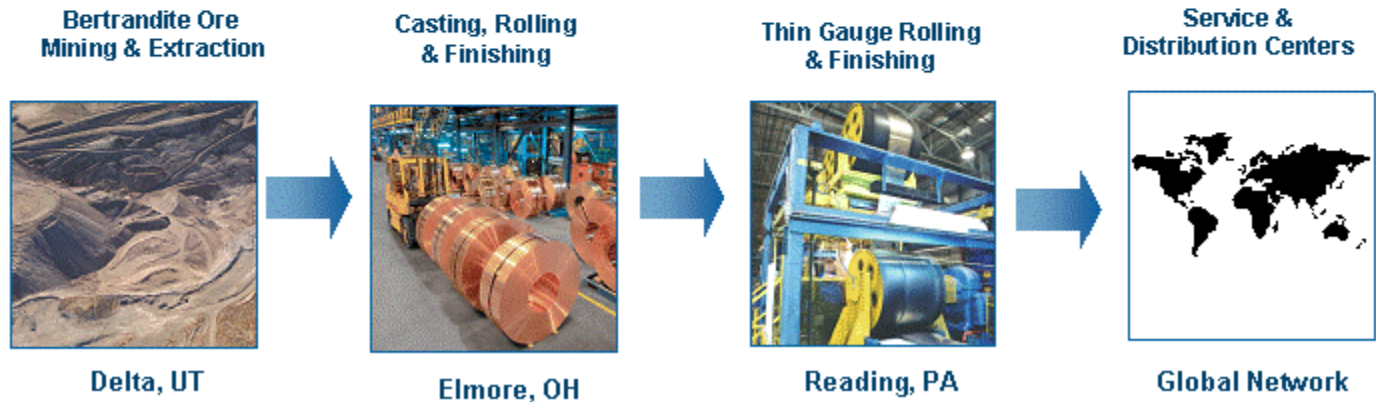 Bertrandite Ore
Mining & Extraction
Casting, Rolling
& Finishing
Thin Gauge Rolling
& Finishing
Service &
Distribution Centers
Delta, UT
Elmore, OH
Reading, PA
Global Network